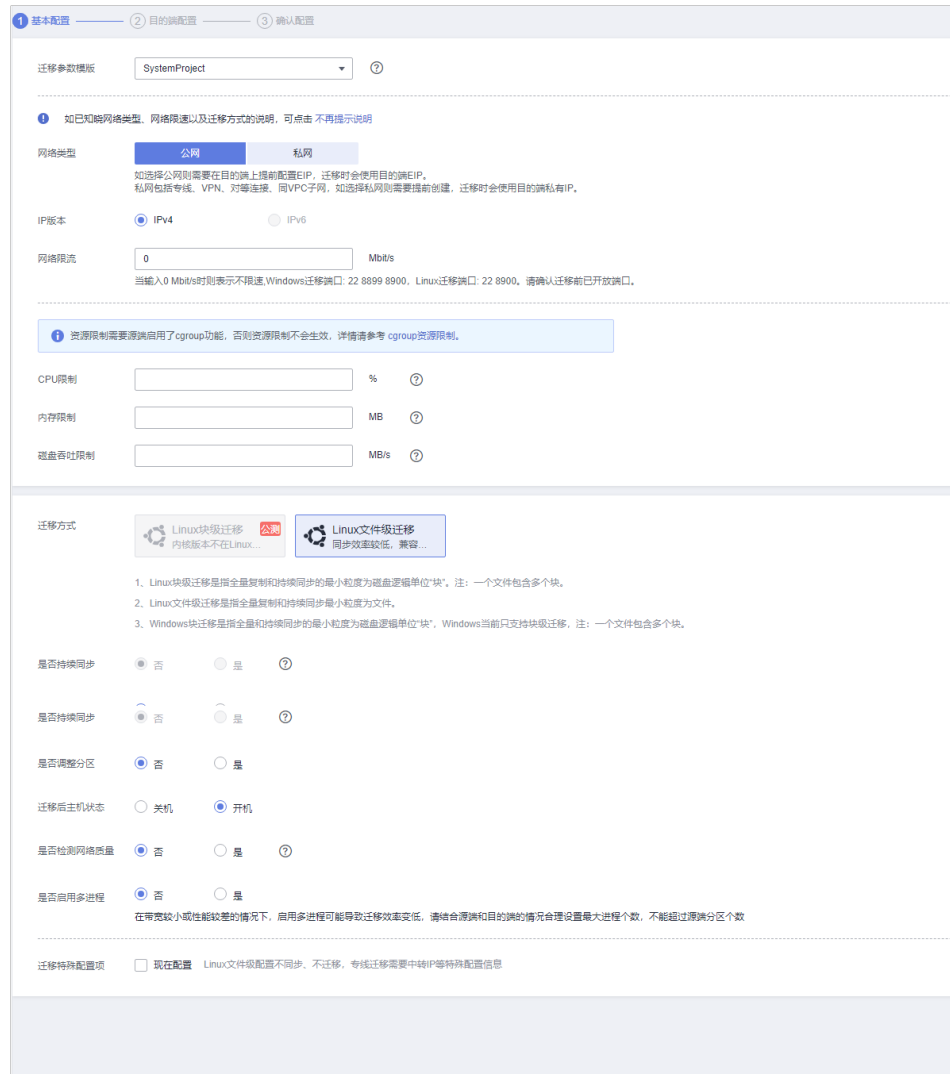 1 基本配置 2 目的端配置 3 确认配置
迁移参数模版 SystemProject ?
! 如已知晓网络类型、网络限速以及迁移方式的说明，可点击 不再提示说明
网络类型 公网 私网
如选择公网则需要在目的端上提前配置EIP，迁移时会使用目的端EIP。
私网包括专线、VPN、对等连接、同VPC子网，如选择私网则需要提前创建，迁移时会使用目的端私有IP。
IP版本 IPv4 IPv6
网络限流 0 Mbit/s
当输入0 Mbit/s时则表示不限速,Windows迁移端口: 22 8899 8900，Linux迁移端口: 22 8900。请确认迁移前已开放端口。
i 资源限制需要源端启用了cgroup功能，否则资源限制不会生效，详情请参考 cgroup资源限制。
CPU限制 % ?
内存限制 MB ?
磁盘吞吐限制 MB/s ?
迁移方式 Linux块级迁移 公测 Linux文件级迁移
内核版本不在Linux... 同步效率较低，兼容...
1、Linux块级迁移是指全量复制和持续同步的最小粒度为磁盘逻辑单位“块”。注：一个文件包含多个块。
2、Linux文件级迁移是指全量复制和持续同步最小粒度为文件。
3、Windows块迁移是指全量和持续同步的最小粒度为磁盘逻辑单位“块”，Windows当前只支持块级迁移，注：一个文件包含多个块。
是否持续同步 否 是 ?
是否持续同步 否 是 ?
是否调整分区 否 是
迁移后主机状态 关机 开机
是否检测网络质量 否 是 ?
是否启用多进程 否 是
在带宽较小或性能较差的情况下，启用多进程可能导致迁移效率变低，请结合源端和目的端的情况合理设置最大进程个数，不能超过源端分区个数
迁移特殊配置项 现在配置 Linux文件级配置不同步、不迁移，专线迁移需要中转IP等特殊配置信息